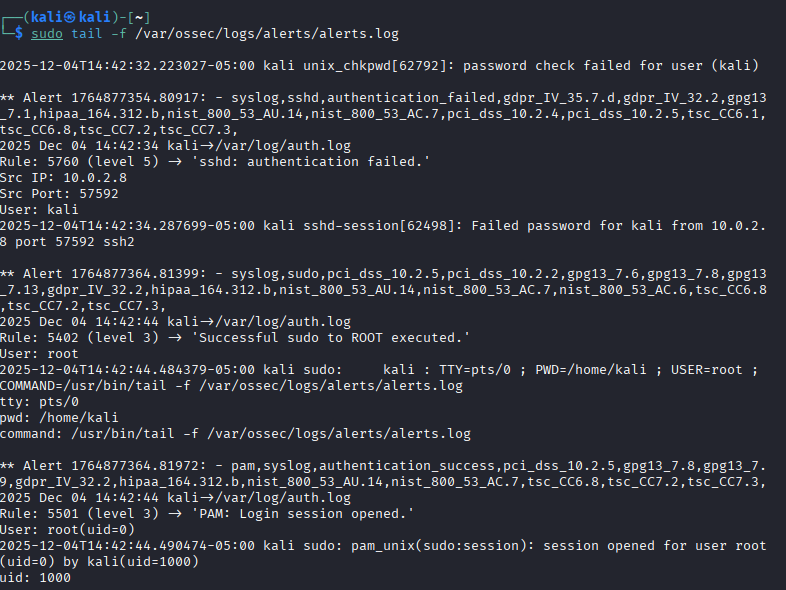 ┌──(kali㉿kali)-[~]
└─$ sudo tail -f /var/ossec/logs/alerts/alerts.log
2025-12-04T14:42:32.223027-05:00 kali unix_chkpwd[62792]: password check failed for user (kali)
** Alert 1764877354.80917: - syslog,sshd,authentication_failed,gdpr_IV_35.7.d,gdpr_IV_32.2,gpg13
_7.1,hipaa_164.312.b,nist_800_53_AU.14,nist_800_53_AC.7,pci_dss_10.2.4,pci_dss_10.2.5,tsc_CC6.1,
tsc_CC6.8,tsc_CC7.2,tsc_CC7.3,
2025 Dec 04 14:42:34 kali->/var/log/auth.log
Rule: 5760 (level 5) -> 'sshd: authentication failed.'
Src IP: 10.0.2.8
Src Port: 57592
User: kali
2025-12-04T14:42:34.287699-05:00 kali sshd-session[62498]: Failed password for kali from 10.0.2.
8 port 57592 ssh2
** Alert 1764877364.81399: - syslog,sudo,pci_dss_10.2.5,pci_dss_10.2.2,gpg13_7.6,gpg13_7.8,gpg13
_7.13,gdpr_IV_32.2,hipaa_164.312.b,nist_800_53_AU.14,nist_800_53_AC.7,nist_800_53_AC.6,tsc_CC6.8
,tsc_CC7.2,tsc_CC7.3,
2025 Dec 04 14:42:44 kali->/var/log/auth.log
Rule: 5402 (level 3) -> 'Successful sudo to ROOT executed.'
User: root
2025-12-04T14:42:44.484379-05:00 kali sudo:     kali : TTY=pts/0 ; PWD=/home/kali ; USER=root ;
COMMAND=/usr/bin/tail -f /var/ossec/logs/alerts/alerts.log
tty: pts/0
pwd: /home/kali
command: /usr/bin/tail -f /var/ossec/logs/alerts/alerts.log
** Alert 1764877364.81972: - pam,syslog,authentication_success,pci_dss_10.2.5,gpg13_7.8,gpg13_7.
9,gdpr_IV_32.2,hipaa_164.312.b,nist_800_53_AU.14,nist_800_53_AC.7,tsc_CC6.8,tsc_CC7.2,tsc_CC7.3,
2025 Dec 04 14:42:44 kali->/var/log/auth.log
Rule: 5501 (level 3) -> 'PAM: Login session opened.'
User: root(uid=0)
2025-12-04T14:42:44.490474-05:00 kali sudo: pam_unix(sudo:session): session opened for user root
(uid=0) by kali(uid=1000)
uid: 1000